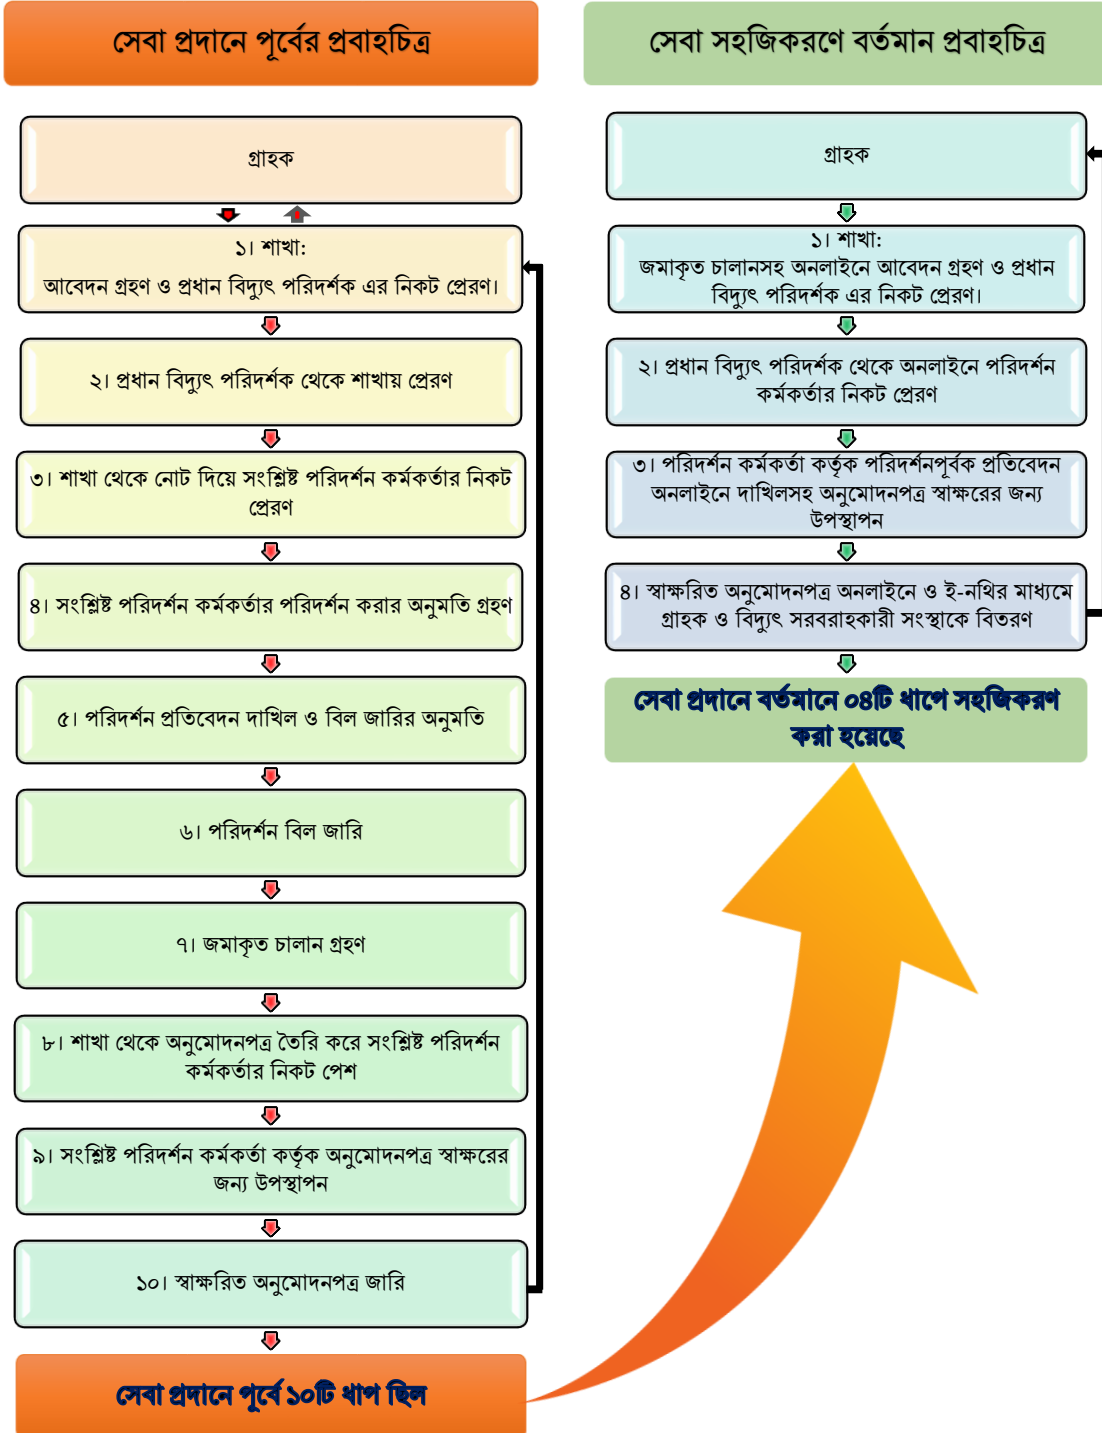 সেবা প্রদানে পূর্বের প্রবাহচিত্র
গ্রাহক
১। শাখা:
আবেদন গ্রহণ ও প্রধান বিদ্যুৎ পরিদর্শক এর নিকট প্রেরণ।
২। প্রধান বিদ্যুৎ পরিদর্শক থেকে শাখায় প্রেরণ
৩। শাখা থেকে নোট দিয়ে সংশ্লিষ্ট পরিদর্শন কর্মকর্তার নিকট
প্রেরণ
৪। সংশ্লিষ্ট পরিদর্শন কর্মকর্তার পরিদর্শন করার অনুমতি গ্রহণ
৫। পরিদর্শন প্রতিবেদন দাখিল ও বিল জারির অনুমতি
৬। পরিদর্শন বিল জারি
৭। জমাকৃত চালান গ্রহণ
৮। শাখা থেকে অনুমোদনপত্র তৈরি করে সংশ্লিষ্ট পরিদর্শন
কর্মকর্তার নিকট পেশ
৯। সংশ্লিষ্ট পরিদর্শন কর্মকর্তা কর্তৃক অনুমোদনপত্র স্বাক্ষরের
জন্য উপস্থাপন
১০। স্বাক্ষরিত অনুমোদনপত্র জারি
সেবা প্রদানে পূর্বে ১০টি ধাপ ছিল
সেবা সহজিকরণে বর্তমান প্রবাহচিত্র
গ্রাহক
১। শাখা:
জমাকৃত চালানসহ অনলাইনে আবেদন গ্রহণ ও প্রধান
বিদ্যুৎ পরিদর্শক এর নিকট প্রেরণ।
২। প্রধান বিদ্যুৎ পরিদর্শক থেকে অনলাইনে পরিদর্শন
কর্মকর্তার নিকট প্রেরণ
৩। পরিদর্শন কর্মকর্তা কর্তৃক পরিদর্শনপূর্বক প্রতিবেদন
অনলাইনে দাখিলসহ অনুমোদনপত্র স্বাক্ষরের জন্য
উপস্থাপন
৪। স্বাক্ষরিত অনুমোদনপত্র অনলাইনে ও ই-নথির মাধ্যমে
গ্রাহক ও বিদ্যুৎ সরবরাহকারী সংস্থাকে বিতরণ
সেবা প্রদানে বর্তমানে ০৪টি ধাপে সহজিকরণ
করা হয়েছে